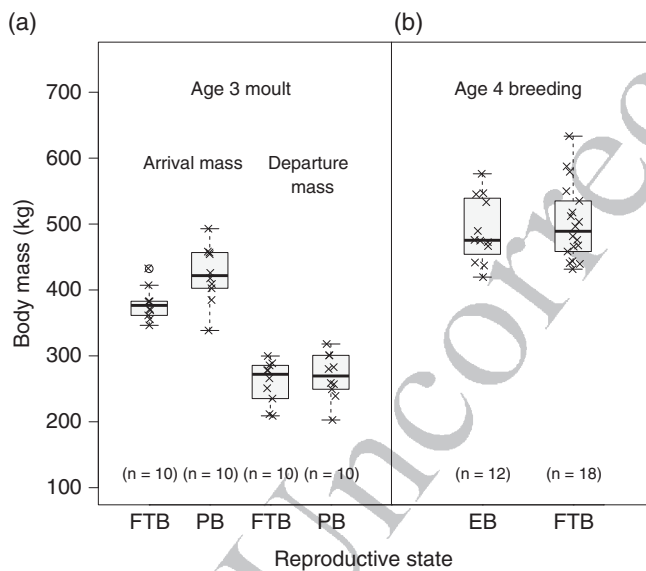 (a)
(b)
Age 3 moult
Age 4 breeding
Arrival mass
Departure
mass
Body mass (kg)
700
600
500
400
300
200
100
(n = 10) (n = 10) (n = 10) (n = 10)
(n = 12) (n = 18)
FTB PB FTB PB
EB FTB
Reproductive state
Uncorrec